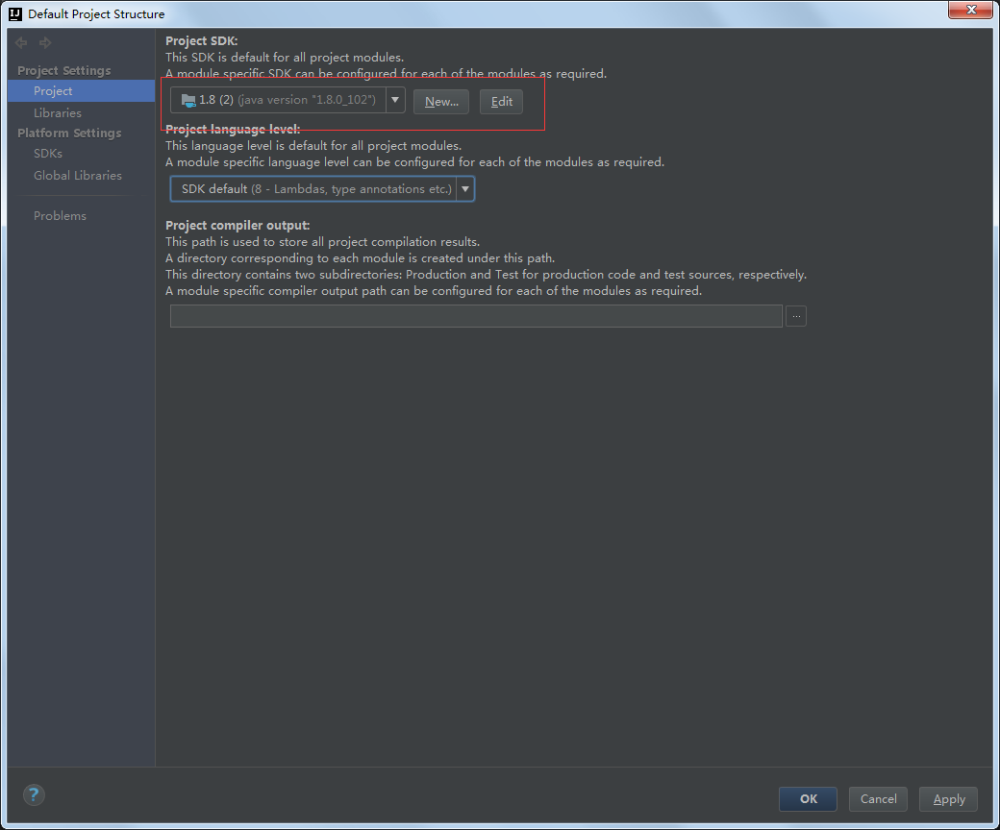 IJ Default Project Structure
Project Settings
Project
Libraries
Platform Settings
SDKs
Global Libraries
Problems
Project SDK:
This SDK is default for all project modules.
A module specific SDK can be configured for each of the modules as required.
1.8 (2) (java version "1.8.0_102") New... Edit
Project language level:
This language level is default for all project modules.
A module specific language level can be configured for each of the modules as required.
SDK default (8 - Lambdas, type annotations etc.)
Project compiler output:
This path is used to store all project compilation results.
A directory corresponding to each module is created under this path.
This directory contains two subdirectories: Production and Test for production code and test sources, respectively.
A module specific compiler output path can be configured for each of the modules as required.
...
? OK Cancel Apply